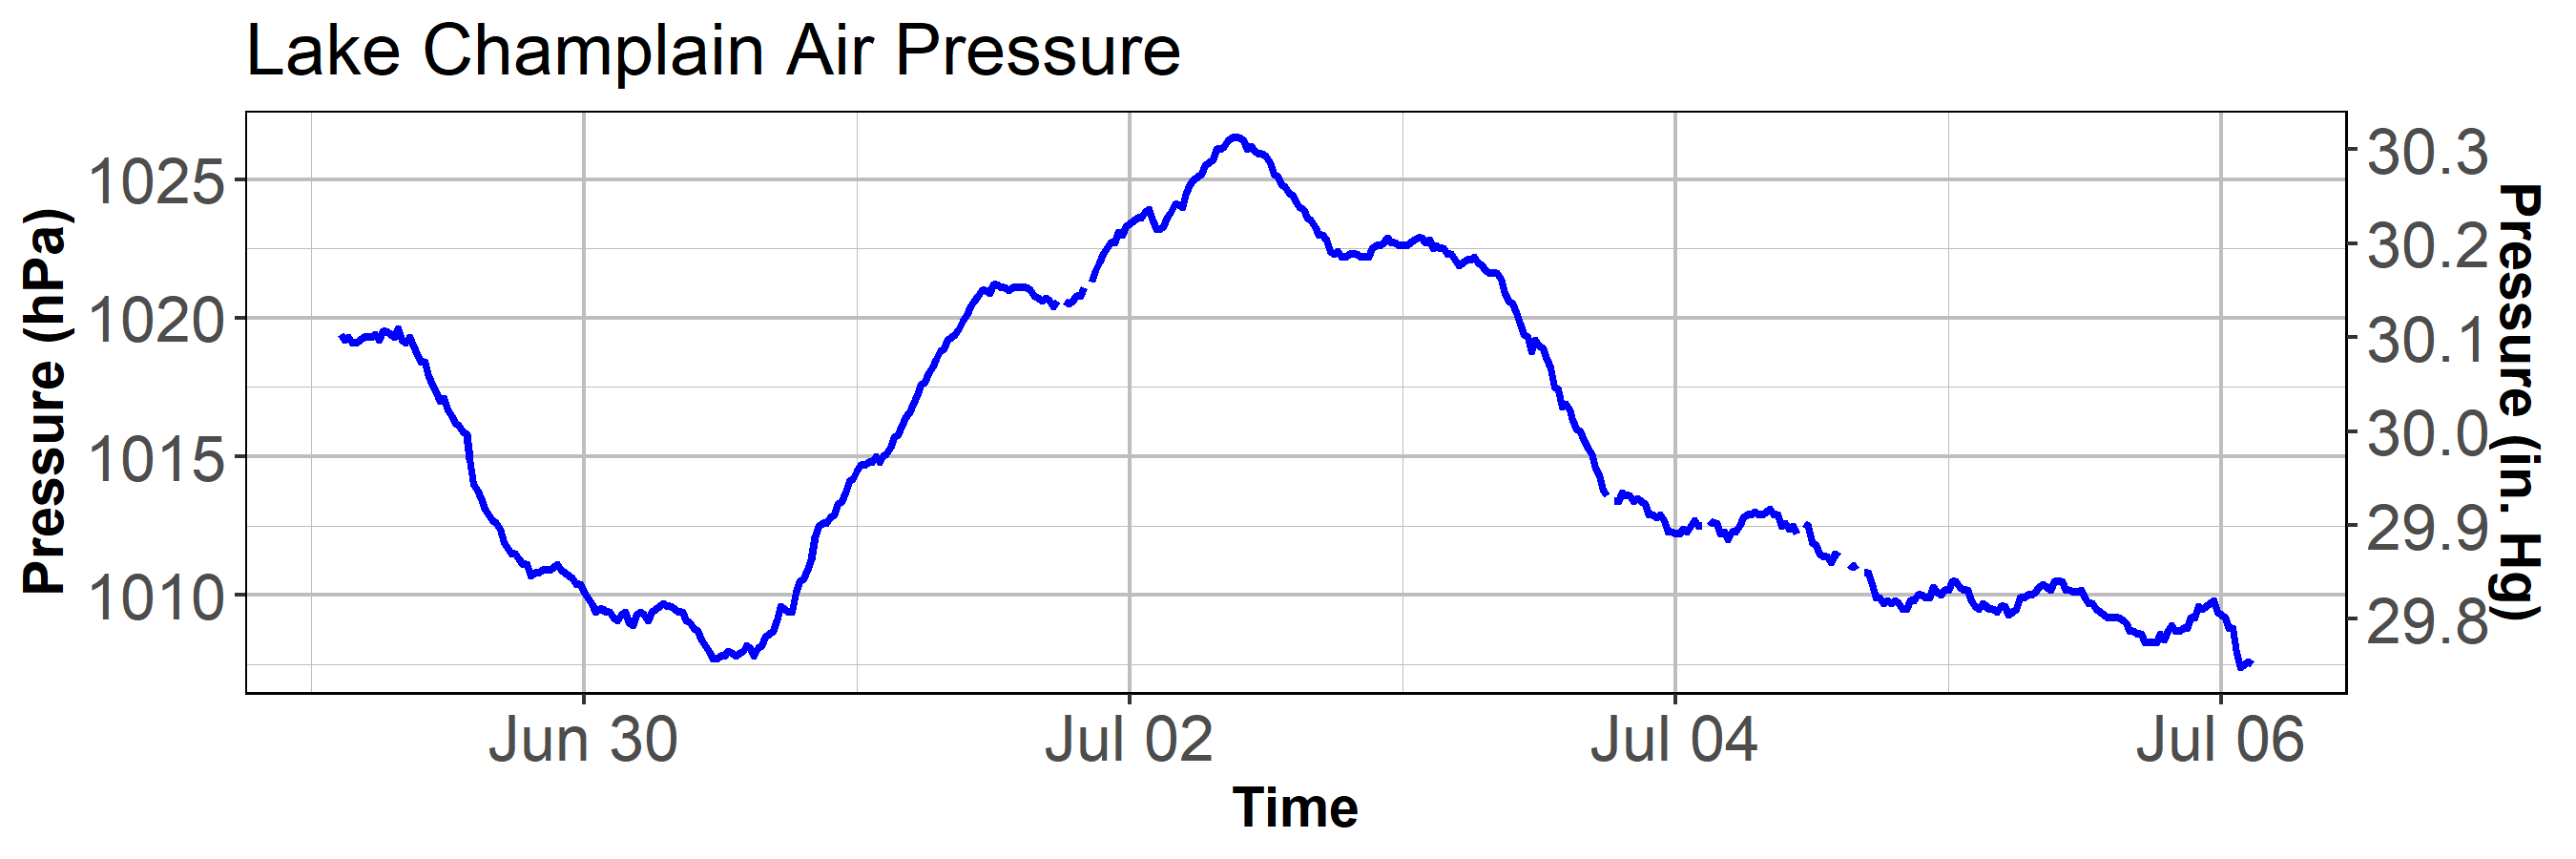 Lake Champlain Air Pressure
Pressure (hPa)
1025
1020
1015
1010
30.3
30.2
30.1
30.0
29.9
29.8
Pressure (in. Hg)
Jun 30 Jul 02 Jul 04 Jul 06
Time